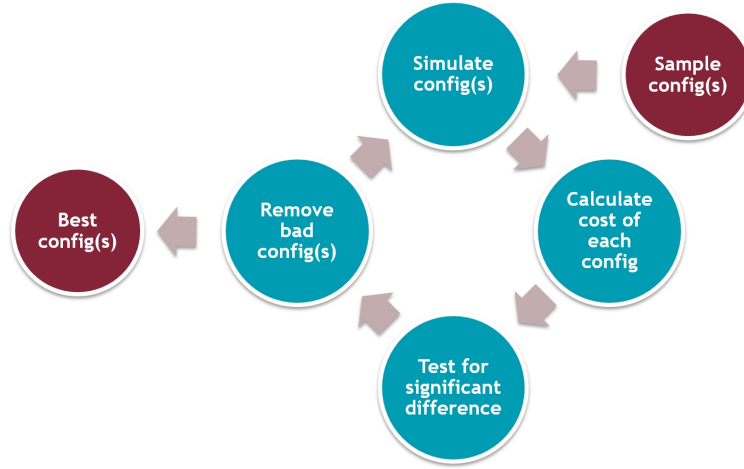 Simulate
config(s)
Sample
config(s)
Calculate
cost of
each
config
Test for
significant
difference
Remove
bad
config(s)
Best
config(s)